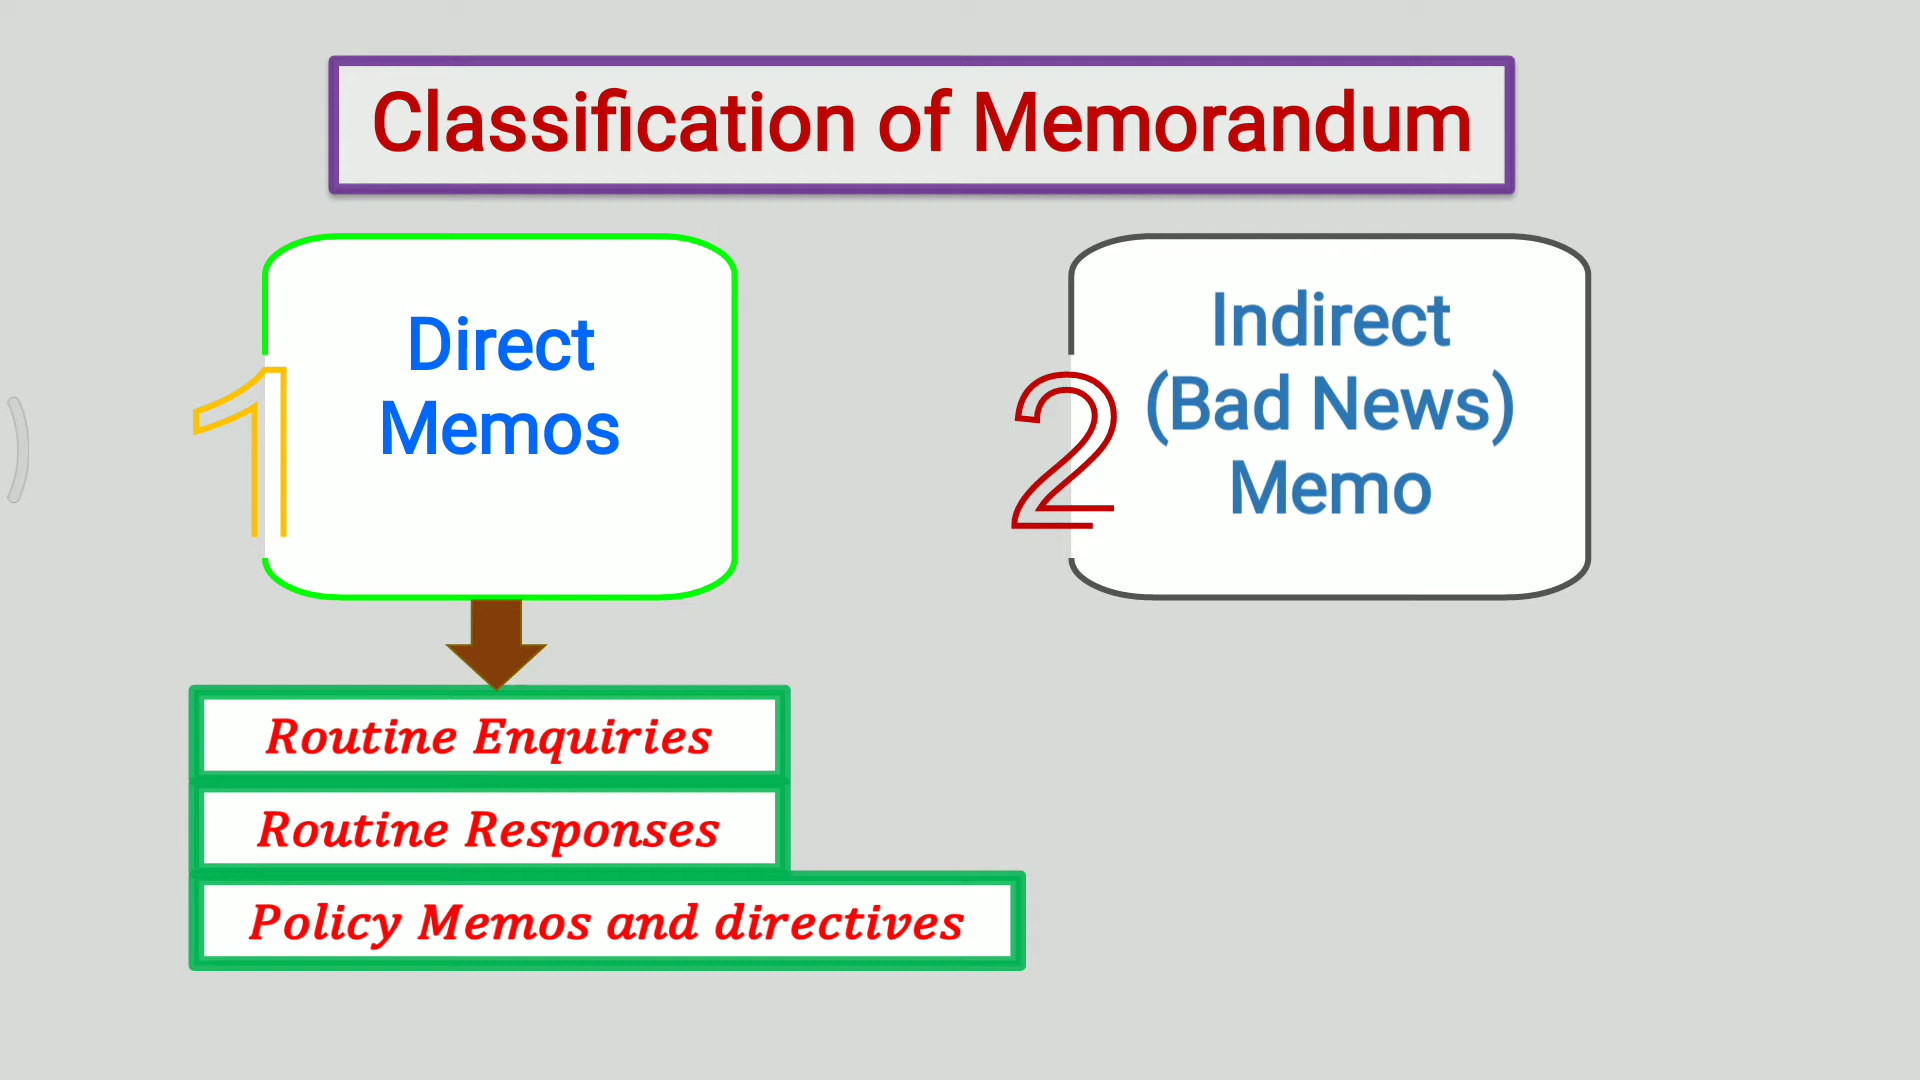 Classification of Memorandum
1
Direct
Memos
2
Indirect
(Bad News)
Memo
Routine Enquiries
Routine Responses
Policy Memos and directives